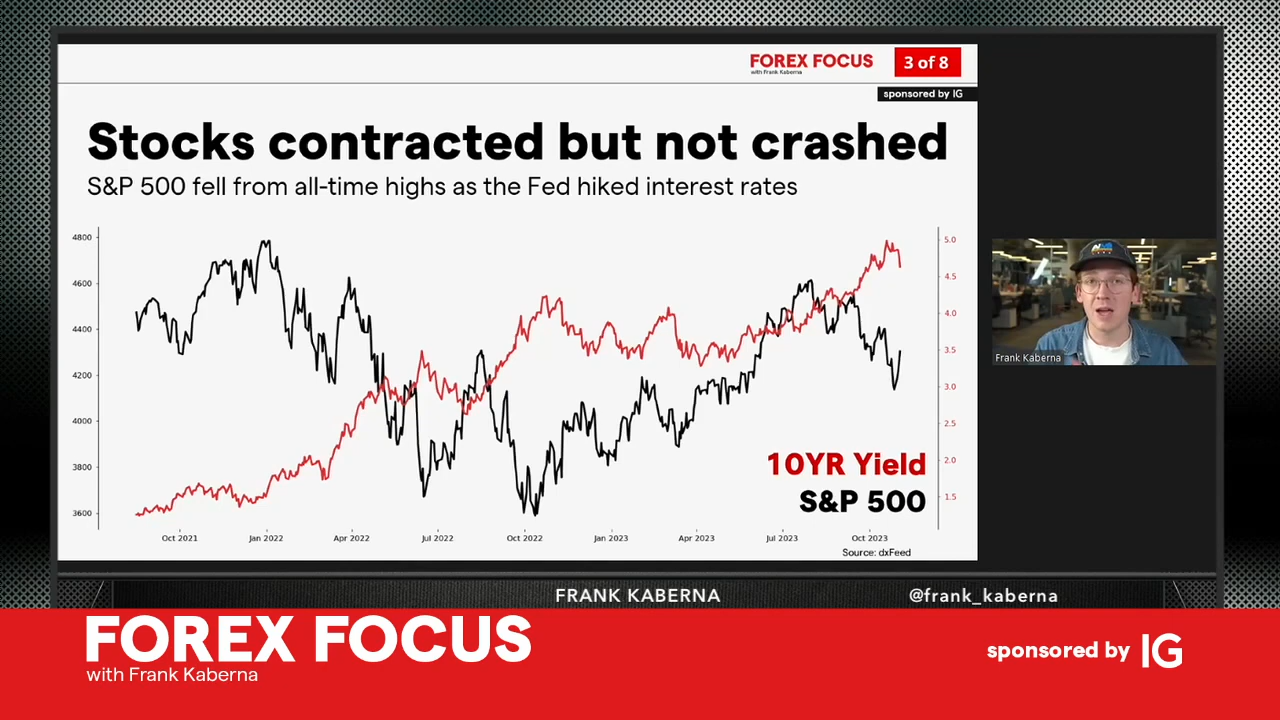 FOREX FOCUS
with Frank Kaberna
3 of 8
sponsored by IG
Stocks contracted but not crashed
S&P 500 fell from all-time highs as the Fed hiked interest rates
4800
4600
4400
4200
4000
3800
3600
5.0
4.5
4.0
3.5
3.0
2.5
2.0
1.5
10YR Yield
S&P 500
Oct 2021 Jan 2022 Apr 2022 Jul 2022 Oct 2022 Jan 2023 Apr 2023 Jul 2023 Oct 2023
Source: dxFeed
Frank Kaberna
FRANK KABERNA
@frank_kaberna
FOREX FOCUS
with Frank Kaberna
sponsored by IG